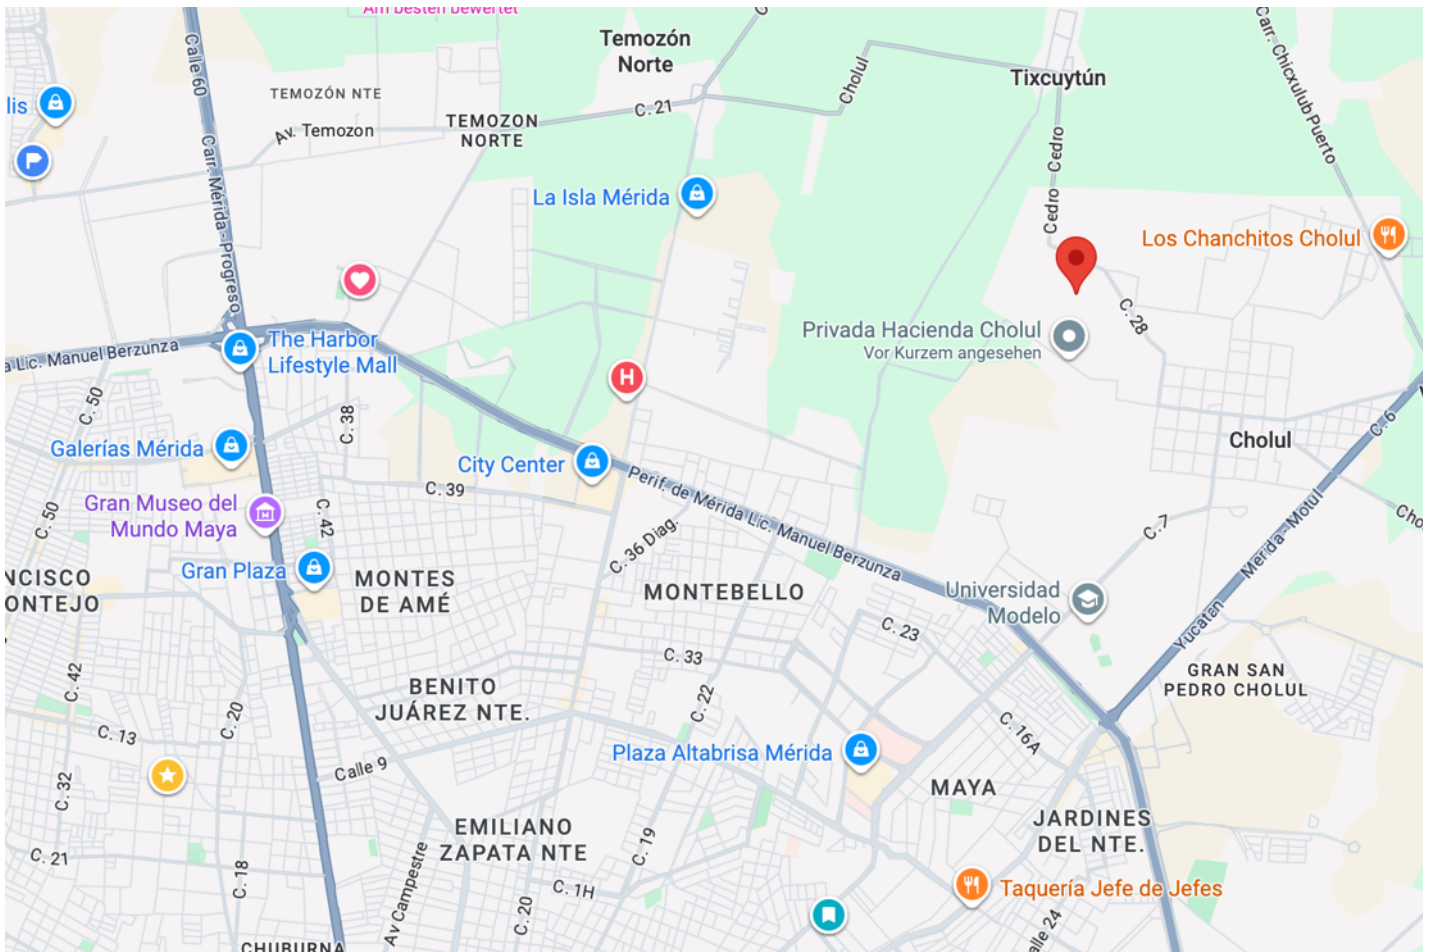 Am besten bewertet
Calle 60
Temozón
Norte
Cholul
Tixcuytún
Carr. Chicxulub Puerto
lis
TEMOZÓN NTE
Av. Temozon
TEMOZON
NORTE
C. 21
Cedro
Cedro
Carr. Mérida - Progreso
La Isla Mérida
Los Chanchitos Cholul
C. 28
Privada Hacienda Cholul
Vor Kurzem angesehen
a Lic. Manuel Berzunza
The Harbor
Lifestyle Mall
C. 50
C. 38
Galerías Mérida
City Center
Cholul
C. 6
C. 39
Perif. de Mérida Lic. Manuel Berzunza
Gran Museo del
Mundo Maya
C. 50
C. 42
C. 36 Diag.
C. 7
Merida - Motul
Cho
Gran Plaza
NCISCO
ONTEJO
MONTES
DE AMÉ
MONTEBELLO
Universidad
Modelo
Yucatán
C. 23
C. 33
GRAN SAN
PEDRO CHOLUL
C. 42
BENITO
JUÁREZ NTE.
C. 22
C. 20
C. 13
C. 16A
Plaza Altabrisa Mérida
Calle 9
C. 32
MAYA
JARDINES
DEL NTE.
EMILIANO
ZAPATA NTE
C. 19
C. 21
C. 18
Av Campestre
C. 1H
C. 20
Taquería Jefe de Jefes
alle 24
CHUBURNA